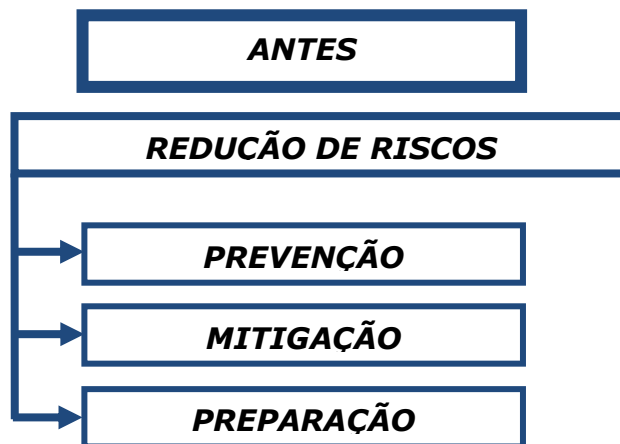 ANTES
REDUCÃO DE RISCOS
PREVENÇÃO
MITIGAÇÃO
PREPARAÇÃO